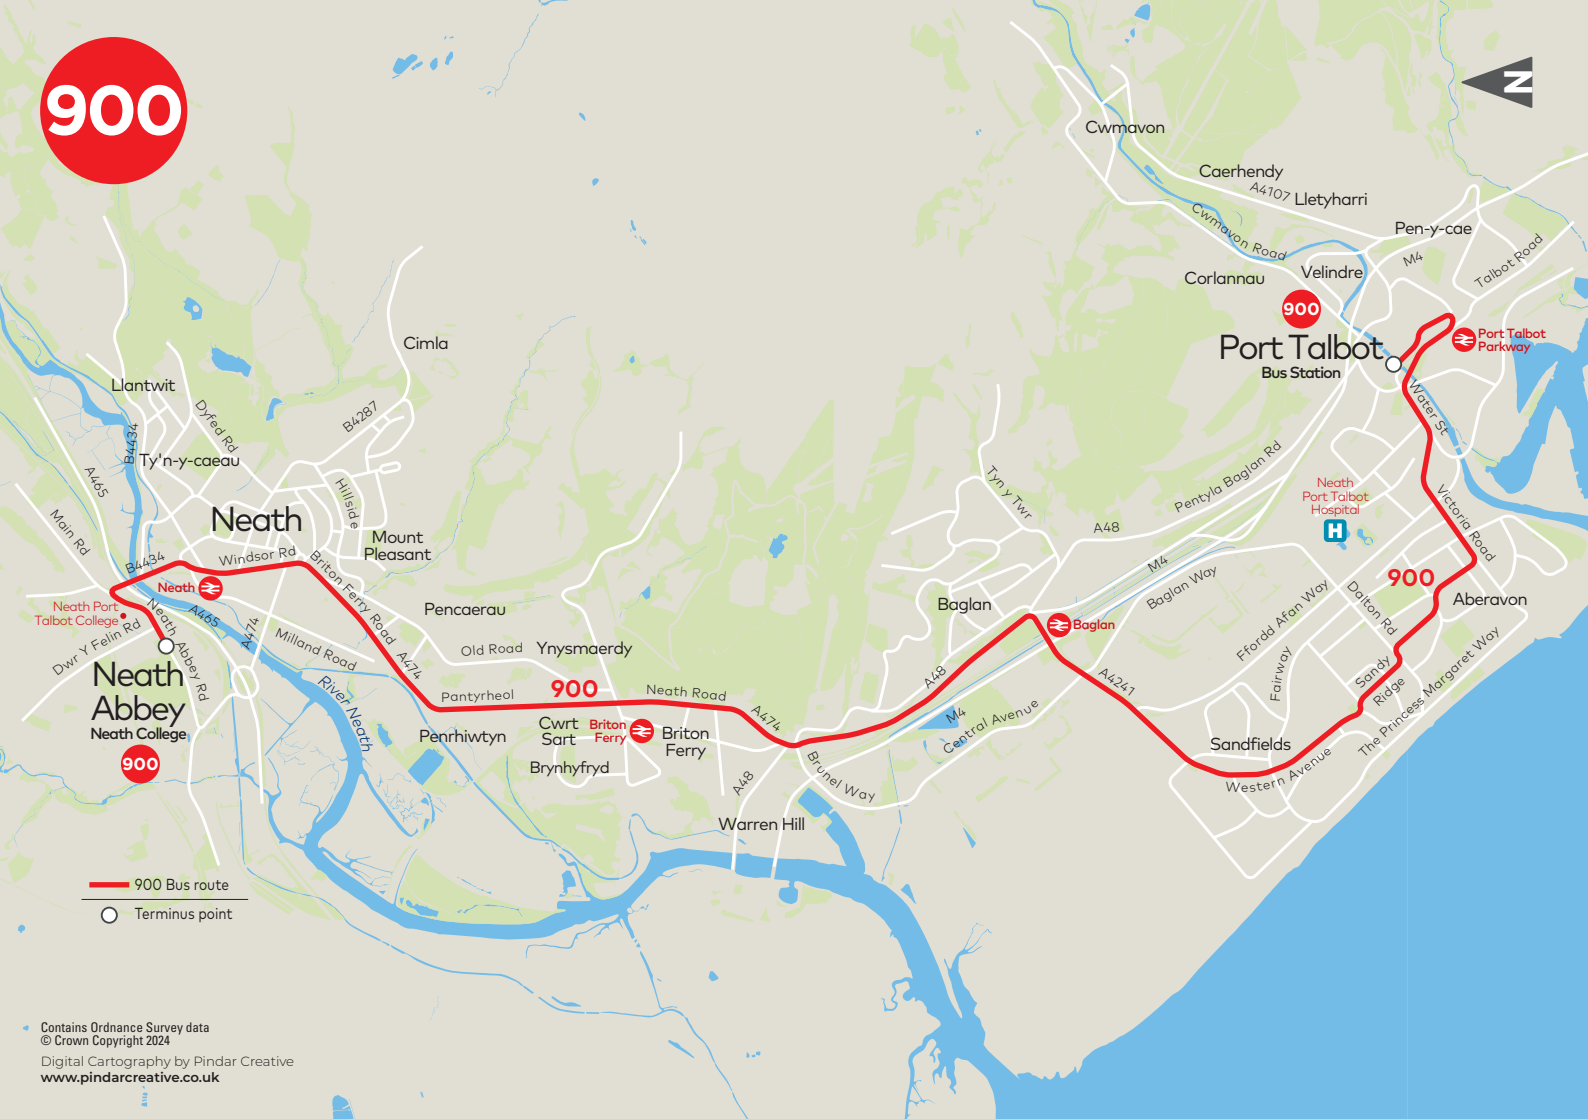 900
N
Cwmavon
Caerhendy
A4107
Lletyharri
Cwmavon Road
Pen-y-cae
M4
Talbot Road
Corlannau
Velindre
900
Port Talbot
Bus Station
Port Talbot
Parkway
Water St
Cimla
Llantwit
Dyfed Rd
B4287
B4434
Ty'n-y-caeau
A465
Main Rd
Hillside
Neath
Mount
Pleasant
Windsor Rd
B4434
Neath
Briton Ferry Road
Neath Port
Talbot College
Neath Abbey Rd
A465
A474
Dwr Y Felin Rd
Milland Road
Neath
Abbey
Neath College
900
River Neath
Pencaerau
Old Road
Ynysmaerdy
A474
Pantyrheol
900
Neath Road
Cwrt
Sart
Briton
Ferry
Briton
Ferry
Penrhiwtyn
Brynhyfryd
A474
A48
Brunel Way
Warren Hill
Tyn y Twr
A48
Pentyla Baglan Rd
M4
Baglan Way
Baglan
Baglan
A48
M4
Central Avenue
A4241
Neath
Port Talbot
Hospital
H
Victoria Road
900
Aberavon
Dalton Rd
Ffordd Afan Way
Fairway
Sandy
Ridge
The Princess Margaret Way
Sandfields
Western Avenue
900 Bus route
Terminus point
Contains Ordnance Survey data
© Crown Copyright 2024
Digital Cartography by Pindar Creative
www.pindarcreative.co.uk